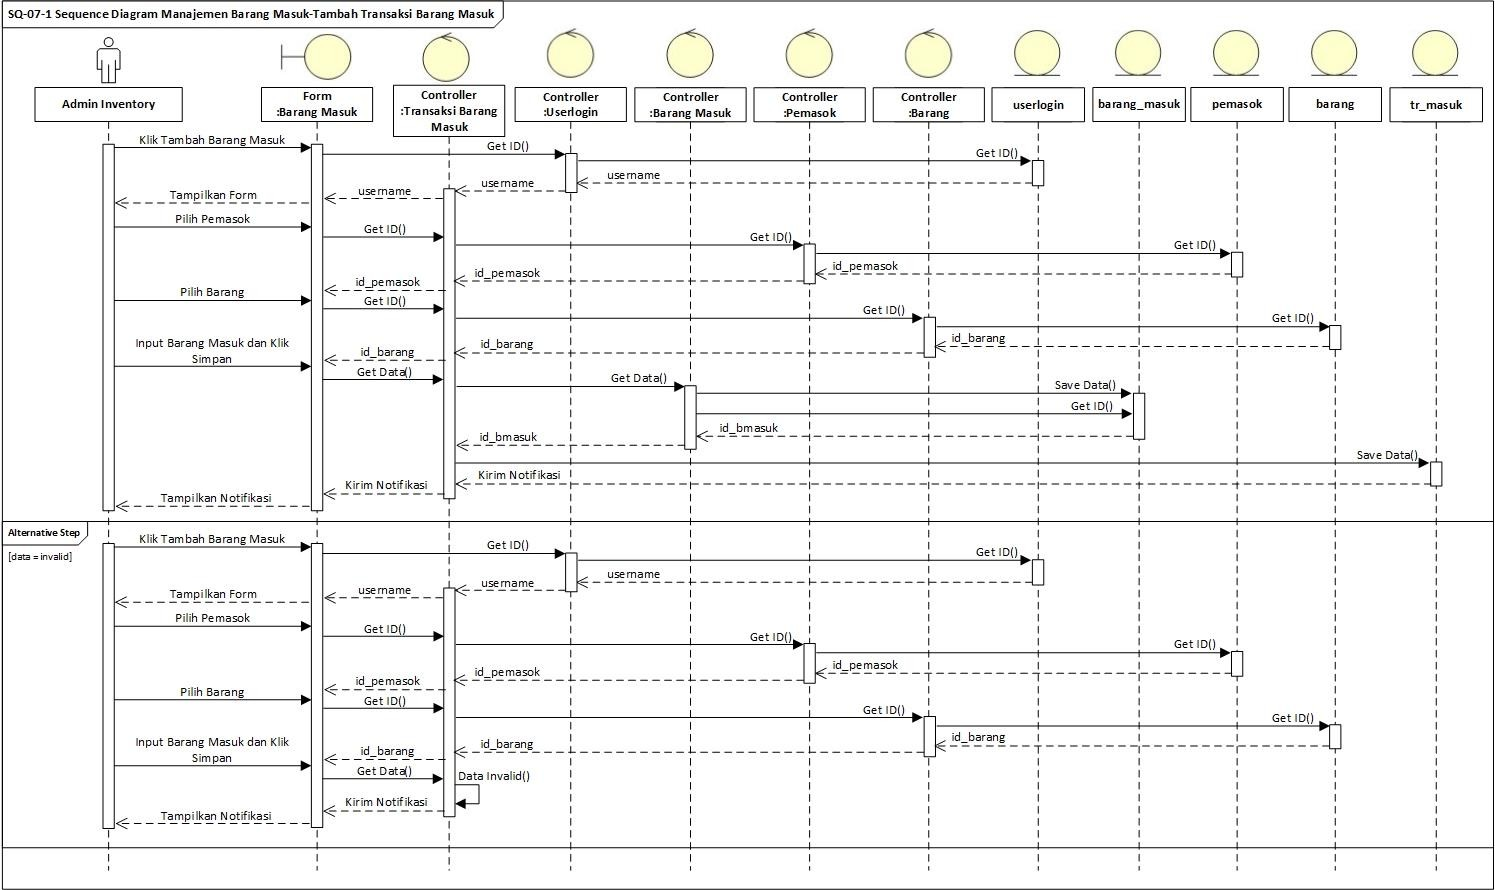 SQ-07-1 Sequence Diagram Manajemen Barang Masuk-Tambah Transaksi Barang Masuk
Admin Inventory
Form
:Barang Masuk
Controller
:Transaksi Barang
Masuk
Controller
:Userlogin
Controller
:Barang Masuk
Controller
:Pemasok
Controller
:Barang
userlogin
barang_masuk
pemasok
barang
tr_masuk
Klik Tambah Barang Masuk
Get ID()
Get ID()
username
username
username
Tampilkan Form
Pilih Pemasok
Get ID()
Get ID()
Get ID()
id_pemasok
id_pemasok
id_pemasok
Pilih Barang
Get ID()
Get ID()
Get ID()
id_barang
id_barang
id_barang
Input Barang Masuk dan Klik
Simpan
Get Data()
Get Data()
Save Data()
Get ID()
id_bmasuk
id_bmasuk
Save Data()
Kirim Notifikasi
Kirim Notifikasi
Tampilkan Notifikasi
Alternative Step
[data = invalid]
Klik Tambah Barang Masuk
Get ID()
Get ID()
username
username
username
Tampilkan Form
Pilih Pemasok
Get ID()
Get ID()
Get ID()
id_pemasok
id_pemasok
id_pemasok
Pilih Barang
Get ID()
Get ID()
Get ID()
id_barang
id_barang
id_barang
Input Barang Masuk dan Klik
Simpan
Get Data()
Data Invalid()
Kirim Notifikasi
Tampilkan Notifikasi